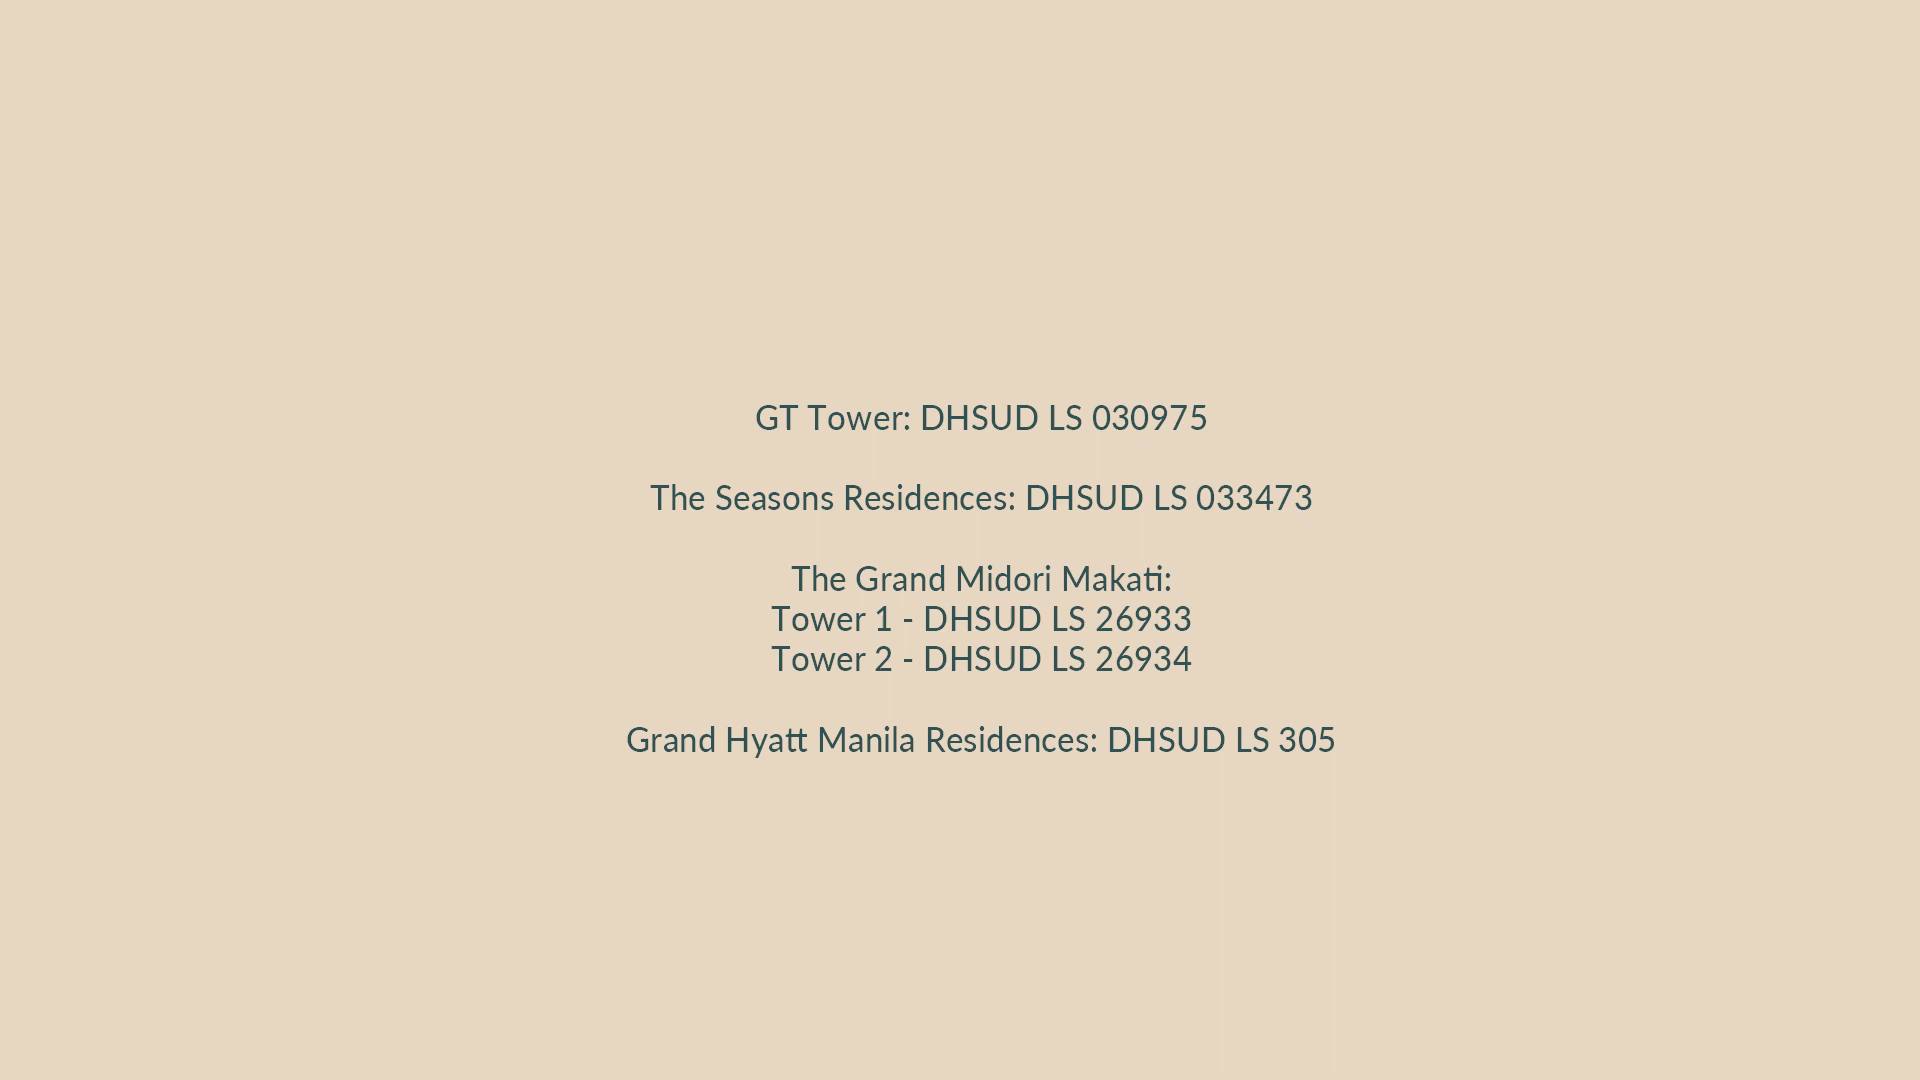 GT Tower: DHSUD LS 030975
The Seasons Residences: DHSUD LS 033473
The Grand Midori Makati:
Tower 1 - DHSUD LS 26933
Tower 2 - DHSUD LS 26934
Grand Hyatt Manila Residences: DHSUD LS 305